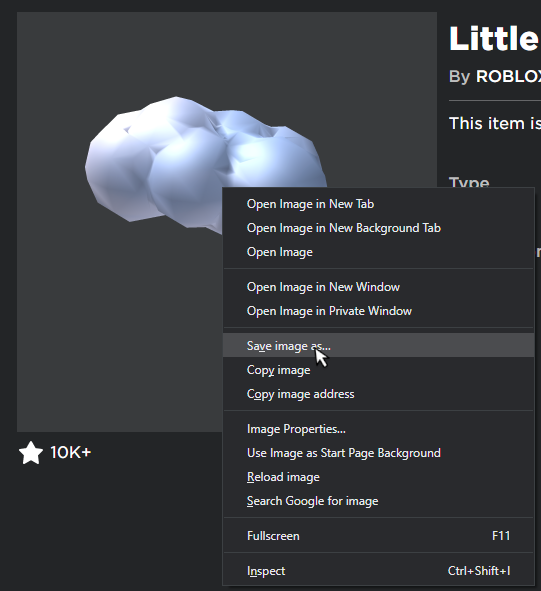 Little
By ROBLOX
This item is
Type
Open Image in New Tab
Open Image in New Background Tab
Open Image
Open Image in New Window
Open Image in Private Window
Save image as...
Copy image
Copy image address
Image Properties...
Use Image as Start Page Background
Reload image
Search Google for image
Fullscreen F11
Inspect Ctrl+Shift+I
10K+